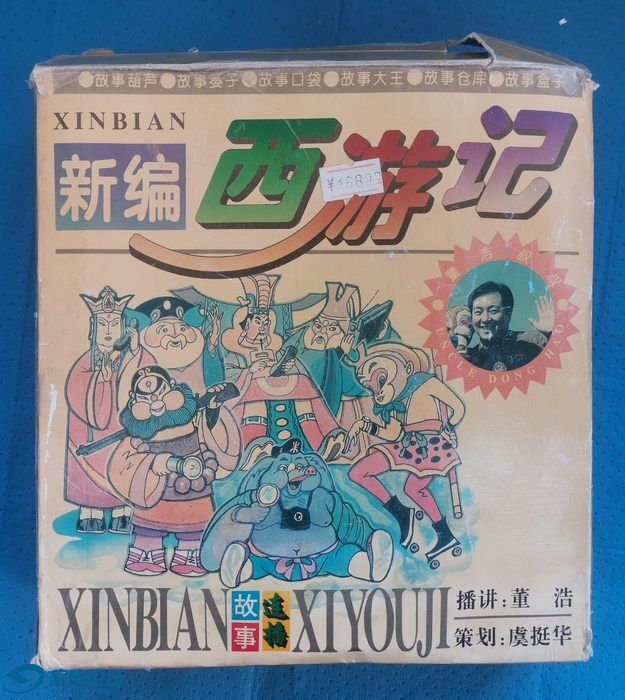 ●故事葫芦●故事篓子●故事口袋●故事大王●故事仓库●故事盒子
XINBIAN
新编
西游记
董浩叔叔
UNCLE DONG HAO
XINBIAN
故事
连播
XIYOUJI
播讲:董 浩
策划:虞挺华